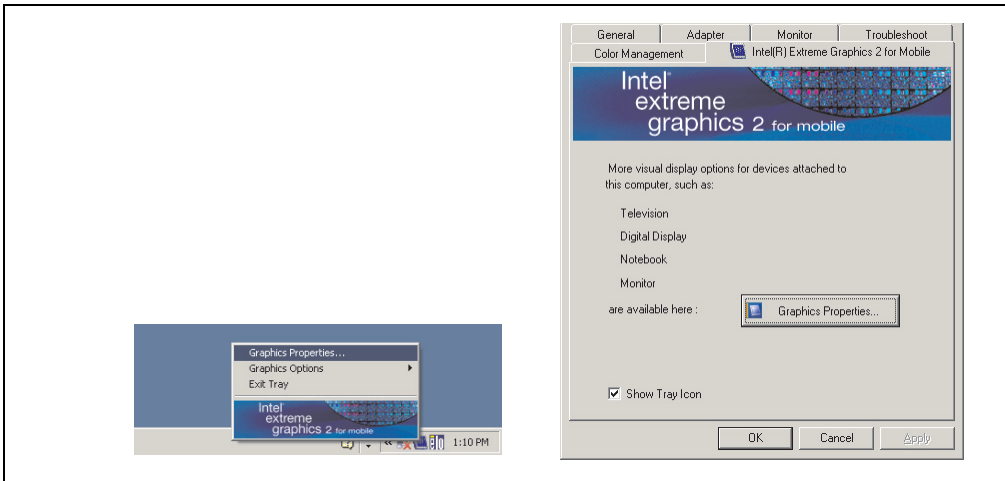 Graphics Properties...
Graphics Options
Exit Tray
Intel®
extreme
graphics 2 for mobile
1:10 PM
General Adapter Monitor Troubleshoot
Color Management Intel(R) Extreme Graphics 2 for Mobile
Intel®
extreme
graphics 2 for mobile
More visual display options for devices attached to
this computer, such as:
Television
Digital Display
Notebook
Monitor
are available here : Graphics Properties...
Show Tray Icon
OK Cancel Apply